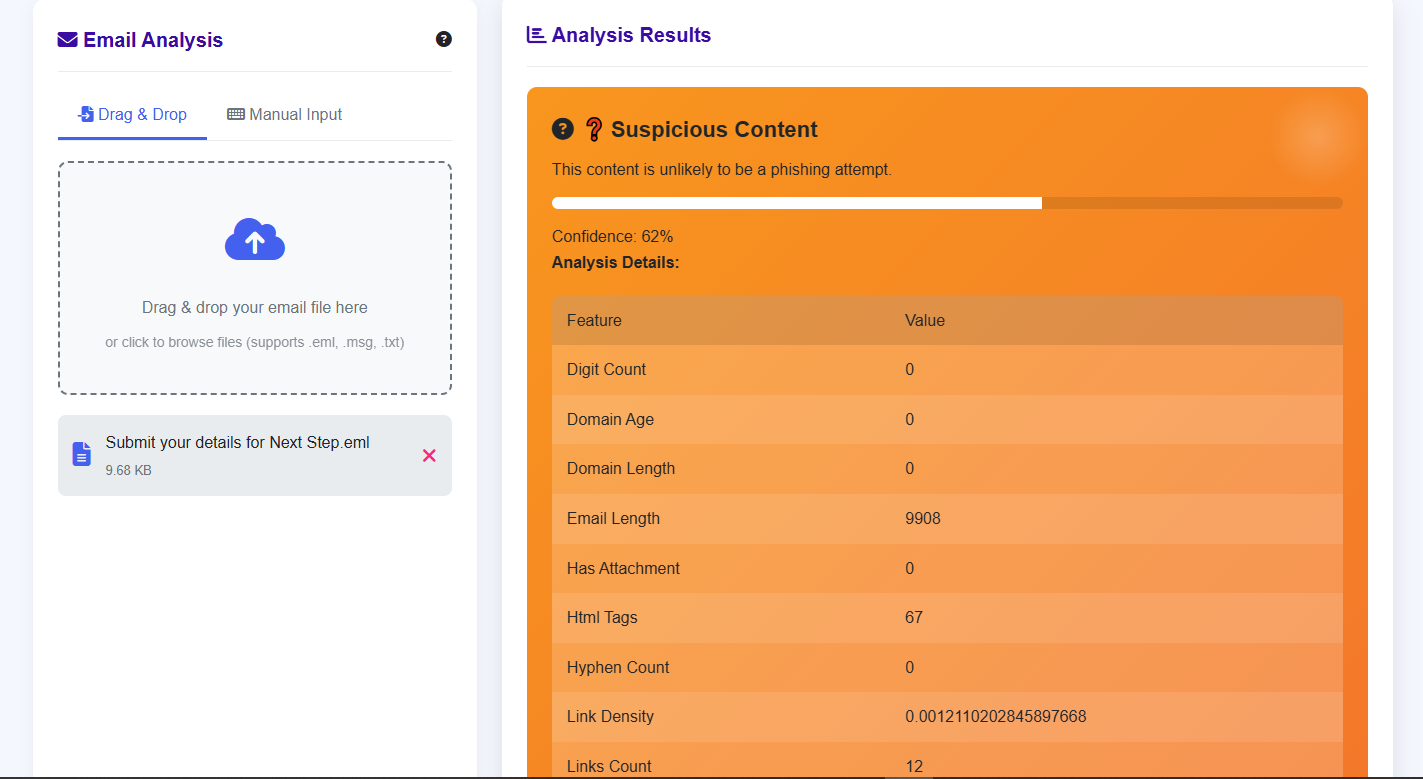 Email Analysis
Drag & Drop
Manual Input
Drag & drop your email file here
or click to browse files (supports .eml, .msg, .txt)
Submit your details for Next Step.eml
9.68 KB
Analysis Results
❓ Suspicious Content
This content is unlikely to be a phishing attempt.
Confidence: 62%
Analysis Details:
Feature Value
Digit Count 0
Domain Age 0
Domain Length 0
Email Length 9908
Has Attachment 0
Html Tags 67
Hyphen Count 0
Link Density 0.0012110202845897668
Links Count 12